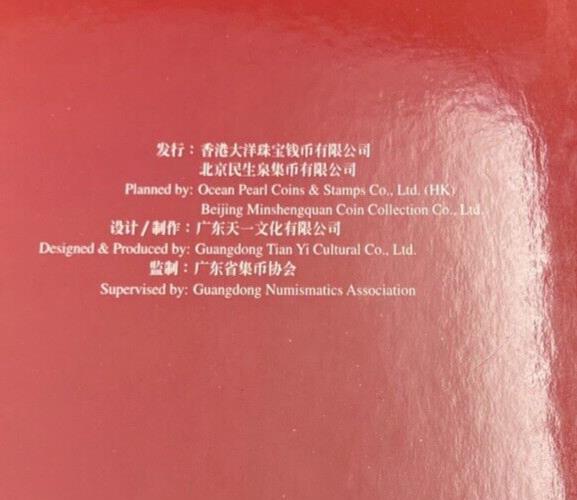 发行：香港大洋珠宝钱币有限公司
北京民生泉集币有限公司
Planned by: Ocean Pearl Coins & Stamps Co., Ltd. (HK)
Beijing Minshengquan Coin Collection Co., Ltd.
设计/制作：广东天一文化有限公司
Designed & Produced by: Guangdong Tian Yi Cultural Co., Ltd.
监制：广东省集币协会
Supervised by: Guangdong Numismatics Association